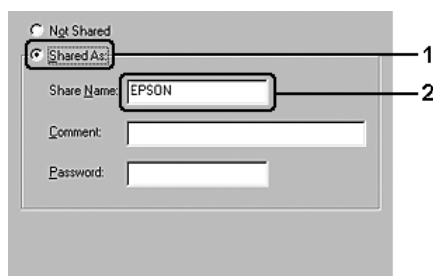 Not Shared
Shared As: 1
Share Name: EPSON 2
Comment:
Password: